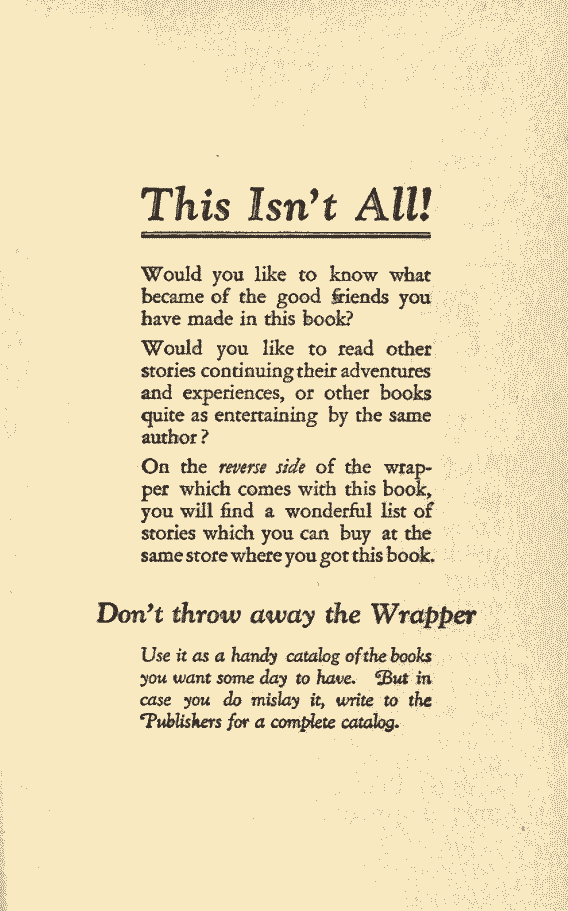 This Isn't All!
Would you like to know what
became of the good friends you
have made in this book?
Would you like to read other
stories continuing their adventures
and experiences, or other books
quite as entertaining by the same
author?
On the reverse side of the wrap-
per which comes with this book,
you will find a wonderful list of
stories which you can buy at the
same store where you got this book.
Don't throw away the Wrapper
Use it as a handy catalog of the books
you want some day to have. But in
case you do mislay it, write to the
Publishers for a complete catalog.